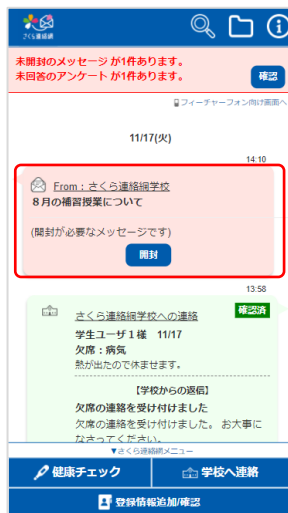 さくら連絡網
未開封のメッセージ が1件あります。
未回答のアンケート が1件あります。
確認
フィーチャーフォン向け画面へ
11/17(火)
14:10
From : さくら連絡網学校
８月の補習授業について
(開封が必要なメッセージです)
開封
13:58
さくら連絡網学校への連絡
確認済
学生ユーザ１様 11/17
欠席：病気
熱が出たので休ませます。
【学校からの返信】
欠席の連絡を受け付けました
欠席の連絡を受け付けました。 お大事に
なさってください。
▼さくら連絡網メニュー
健康チェック
学校へ連絡
登録情報追加/確認